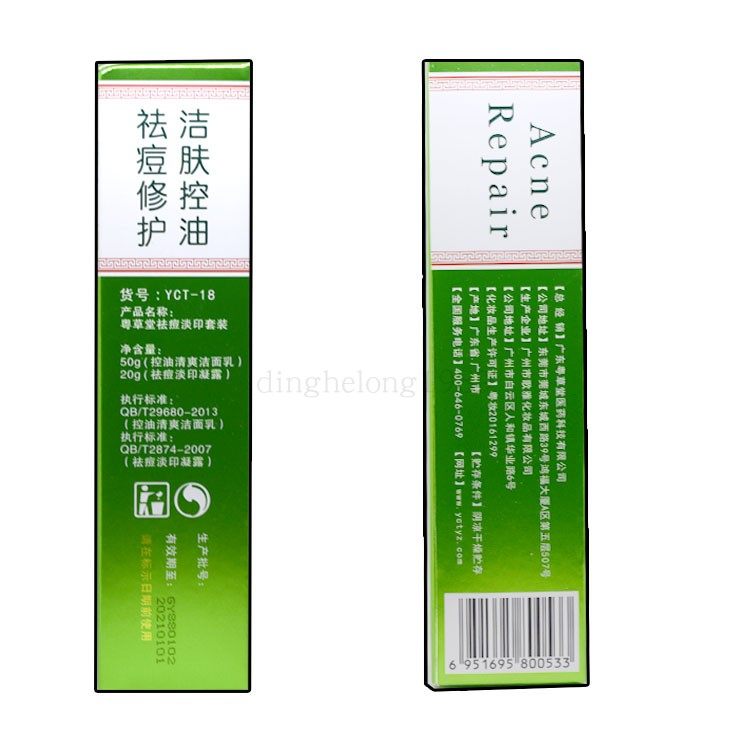 洁肤控油
祛痘修护
货号：YCT-18
产品名称：
粤草堂祛痘淡印套装
净含量：
50g(控油清爽洁面乳)
20g(祛痘淡印凝露)
执行标准：
QB/T29680-2013
(控油清爽洁面乳)
执行标准：
QB/T2874-2007
(祛痘淡印凝露)
生产批号：
有效期至：
请在标示日期前使用
GY880102
20210101
Acne
Repair
【总经销】广东粤草堂医药科技有限公司
【公司地址】东莞市莞城东城西路39号鸿福大厦A区第五层507号
【生产企业】广州市歌雅化妆品有限公司
【公司地址】广州市白云区人和镇华业路6号
【化妆品生产许可证】粤妆20161299
【贮存条件】阴凉干燥贮存
【产地】广东省.广州市
【全国服务电话】400-646-0769
【网址】www.yctyz.com
6 951695 800533
dinghelong19